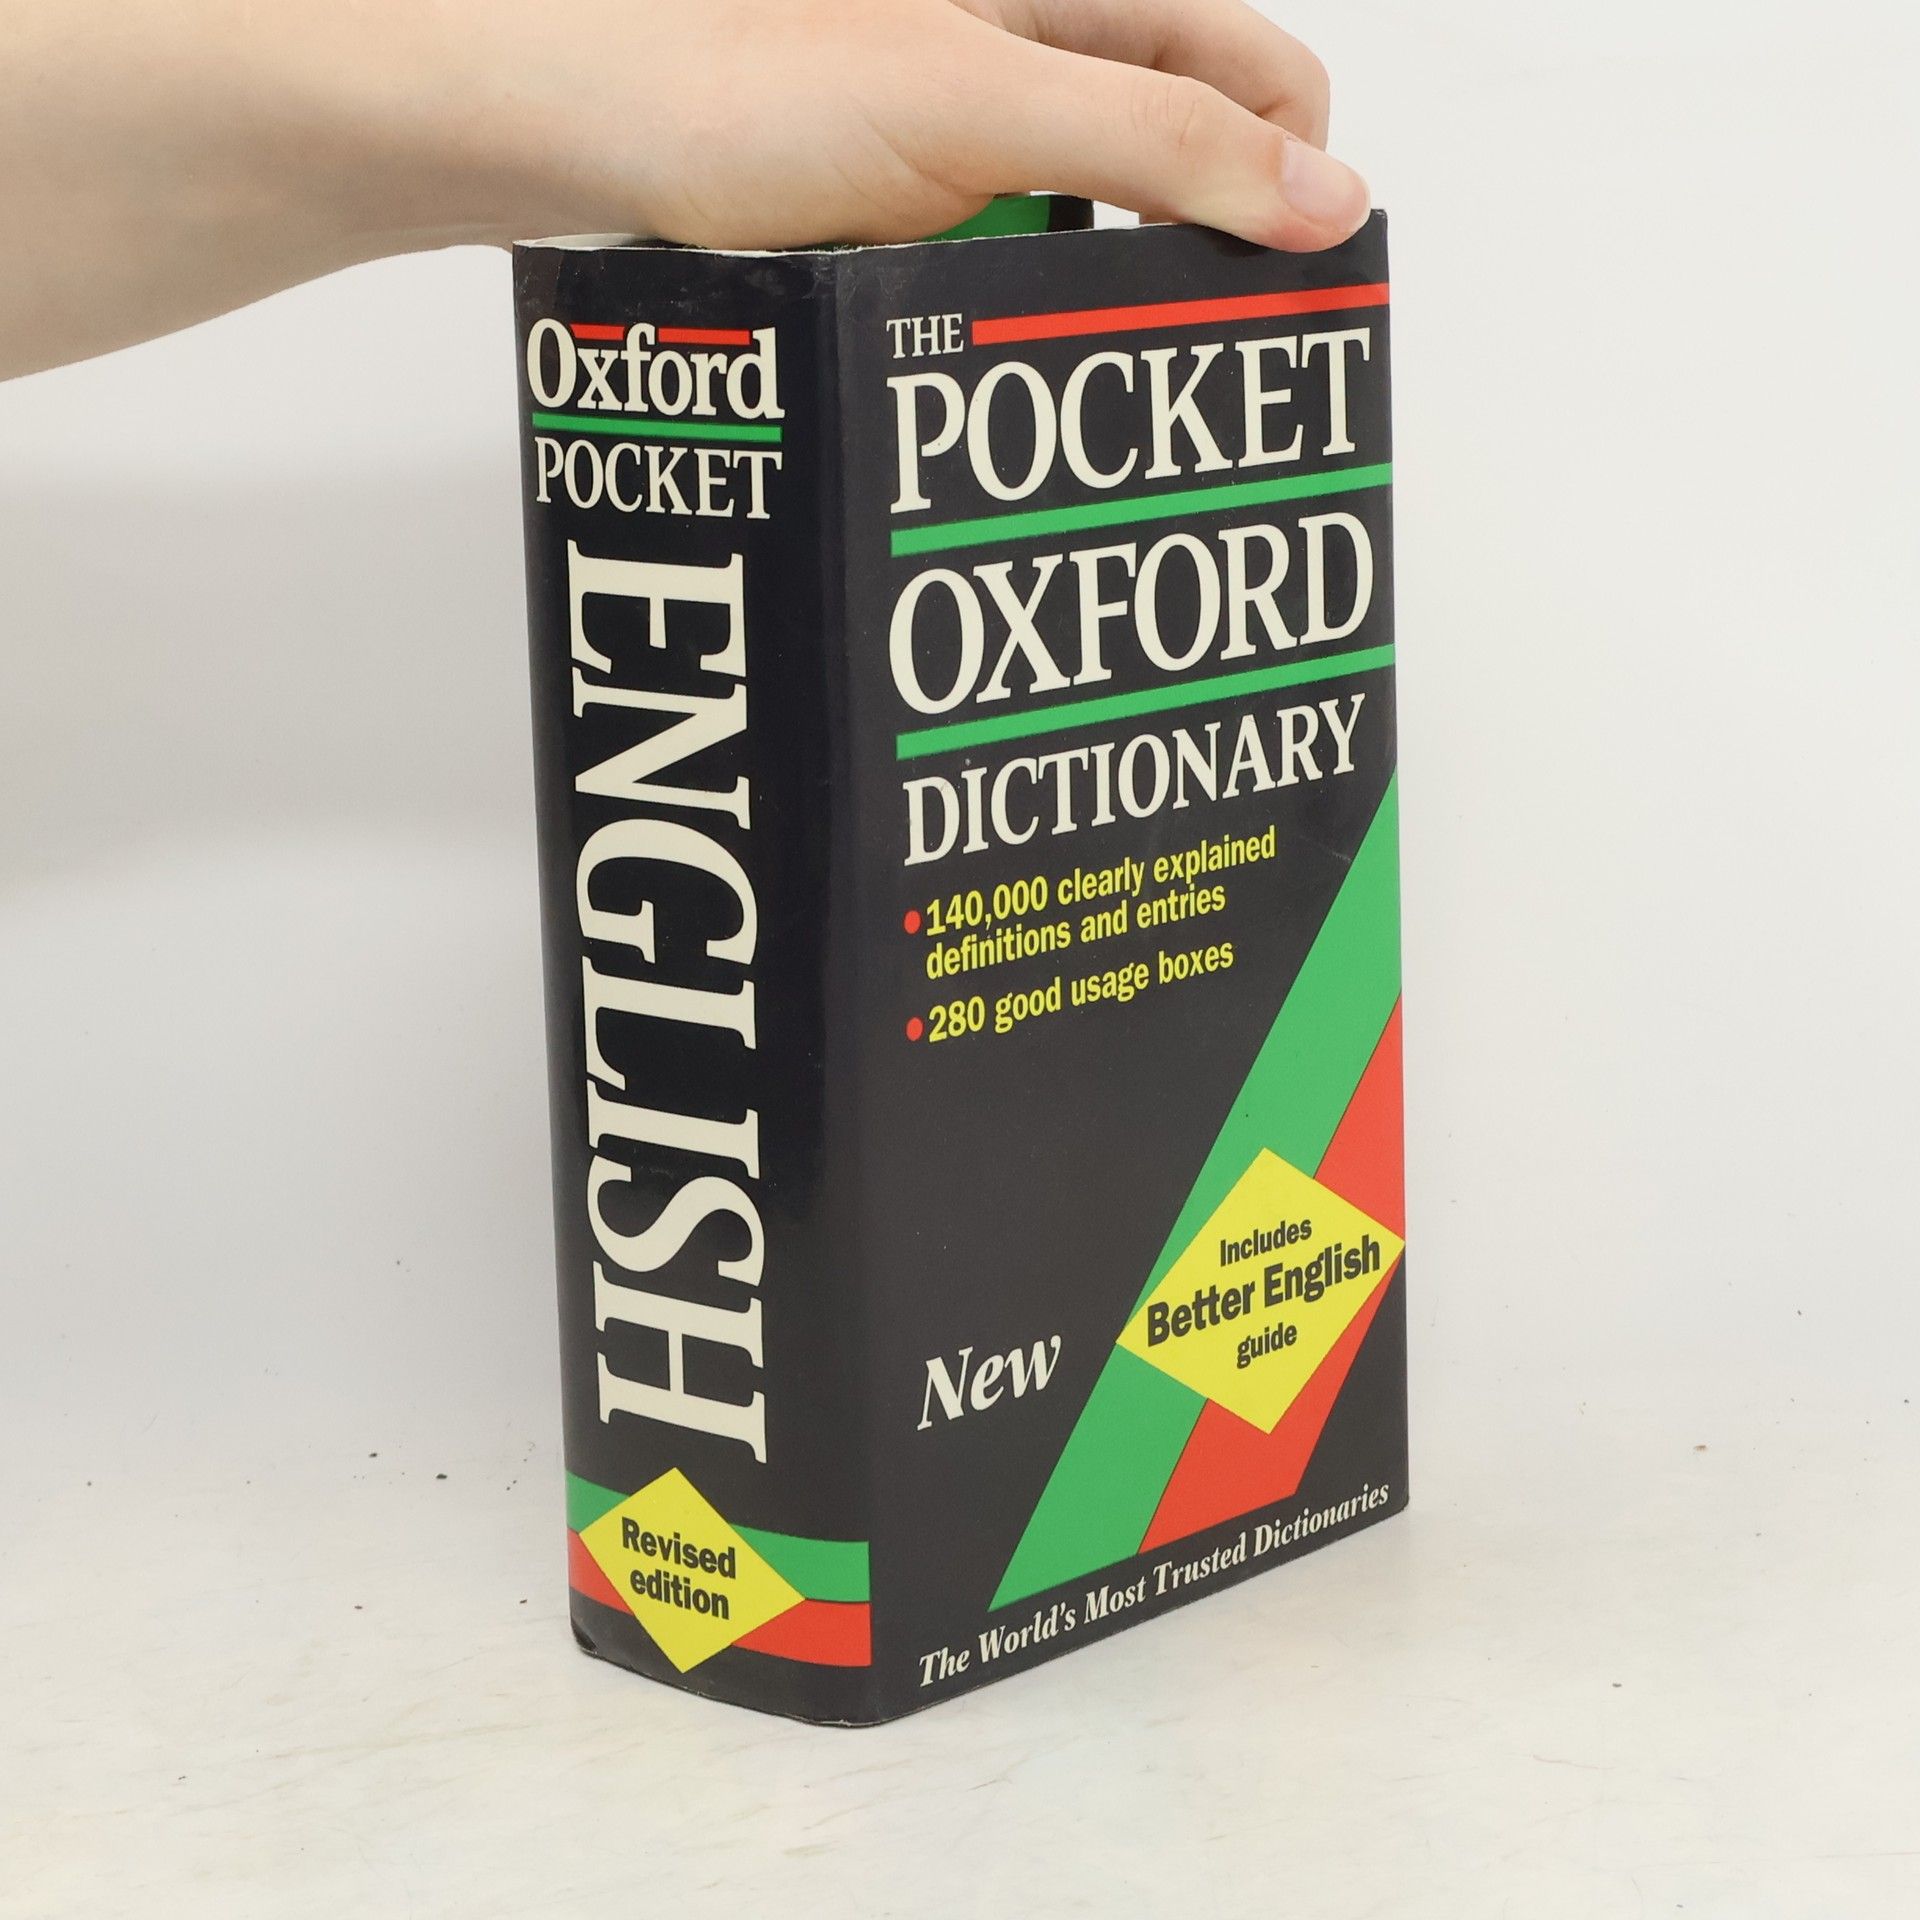 Oxford
POCKET
ENGLISH
Revised
edition
THE
POCKET
OXFORD
DICTIONARY
• 140,000 clearly explained
definitions and entries
• 280 good usage boxes
Includes
Better English
guide
New
The World's Most Trusted Dictionaries